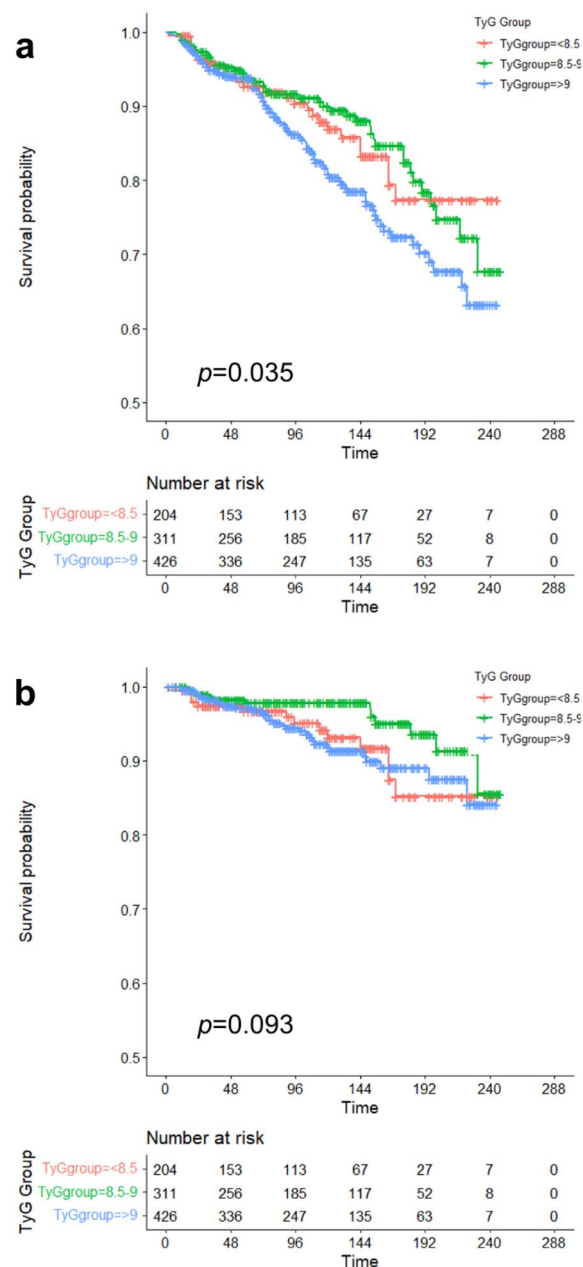 a
TyG Group
TyGgroup=<8.5
TyGgroup=8.5-9
TyGgroup=>9
Survival probability
1.0
0.9
0.8
0.7
0.6
0.5
p=0.035
0 48 96 144 192 240 288
Time
Number at risk
TyG Group
TyGgroup=<8.5 204 153 113 67 27 7 0
TyGgroup=8.5-9 311 256 185 117 52 8 0
TyGgroup=>9 426 336 247 135 63 7 0
0 48 96 144 192 240 288
Time
b
TyG Group
TyGgroup=<8.5
TyGgroup=8.5-9
TyGgroup=>9
Survival probability
1.0
0.9
0.8
0.7
0.6
0.5
p=0.093
0 48 96 144 192 240 288
Time
Number at risk
TyG Group
TyGgroup=<8.5 204 153 113 67 27 7 0
TyGgroup=8.5-9 311 256 185 117 52 8 0
TyGgroup=>9 426 336 247 135 63 7 0
0 48 96 144 192 240 288
Time